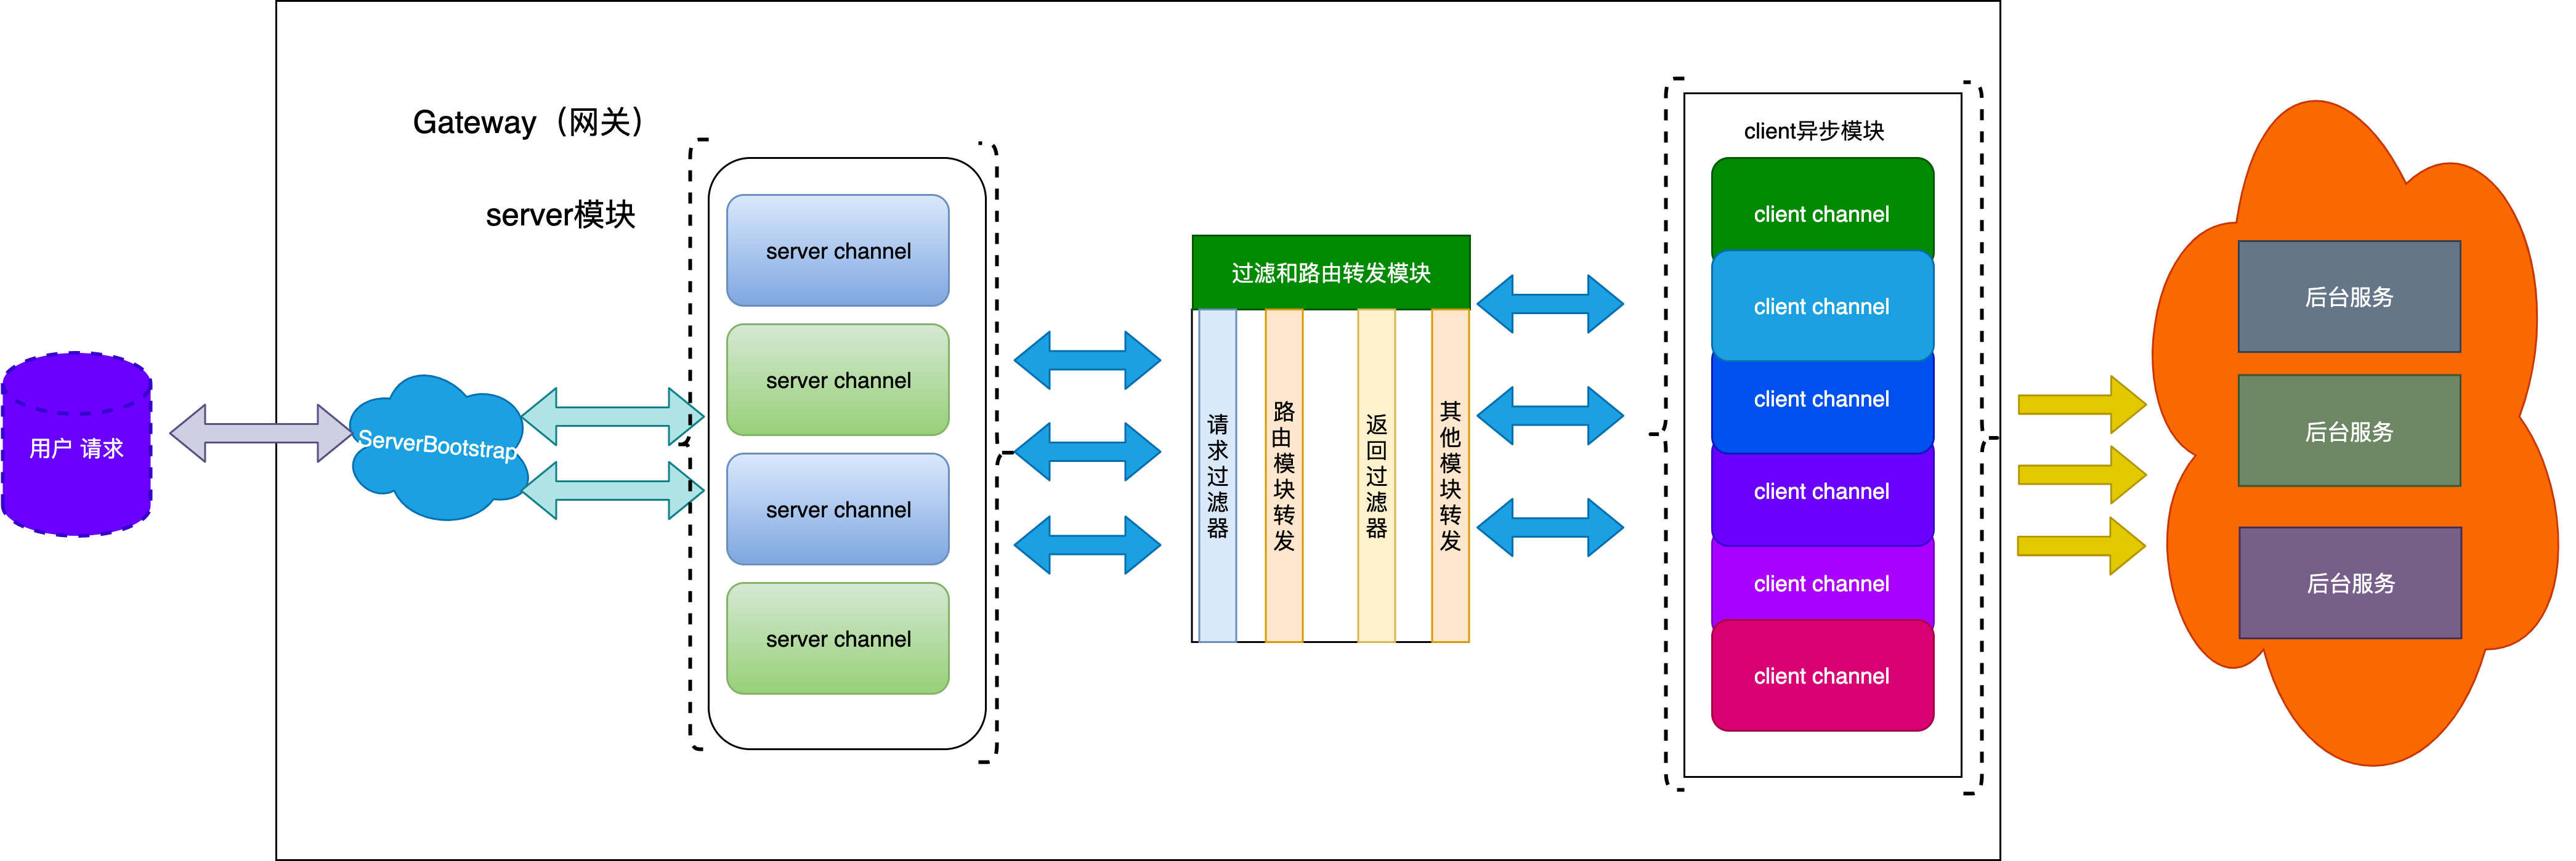 Gateway（网关）
server模块
用户 请求
ServerBootstrap
server channel
server channel
server channel
server channel
过滤和路由转发模块
请求过滤器
路由模块转发
返回过滤器
其他模块转发
client异步模块
client channel
client channel
client channel
client channel
client channel
client channel
后台服务
后台服务
后台服务